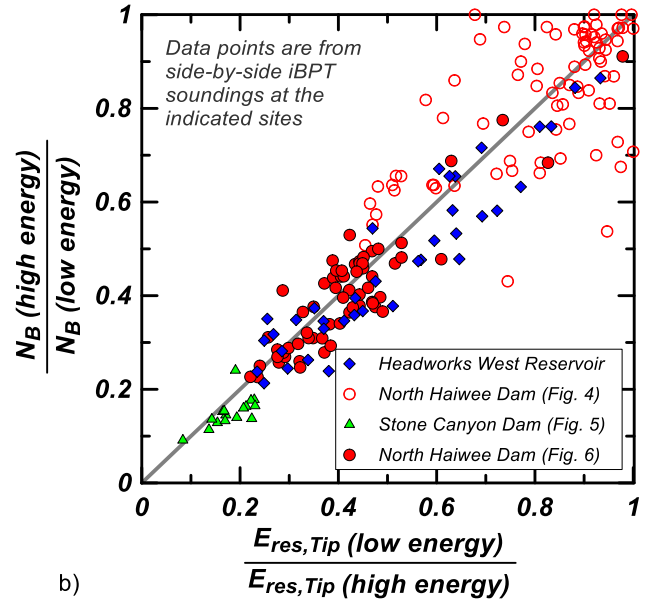 1
0.8
0.6
0.4
0.2
0
N_B (high energy)
N_B (low energy)
Data points are from
side-by-side iBPT
soundings at the
indicated sites
Headworks West Reservoir
North Haiwee Dam (Fig. 4)
Stone Canyon Dam (Fig. 5)
North Haiwee Dam (Fig. 6)
0 0.2 0.4 0.6 0.8 1
E_res,Tip (low energy)
E_res,Tip (high energy)
b)